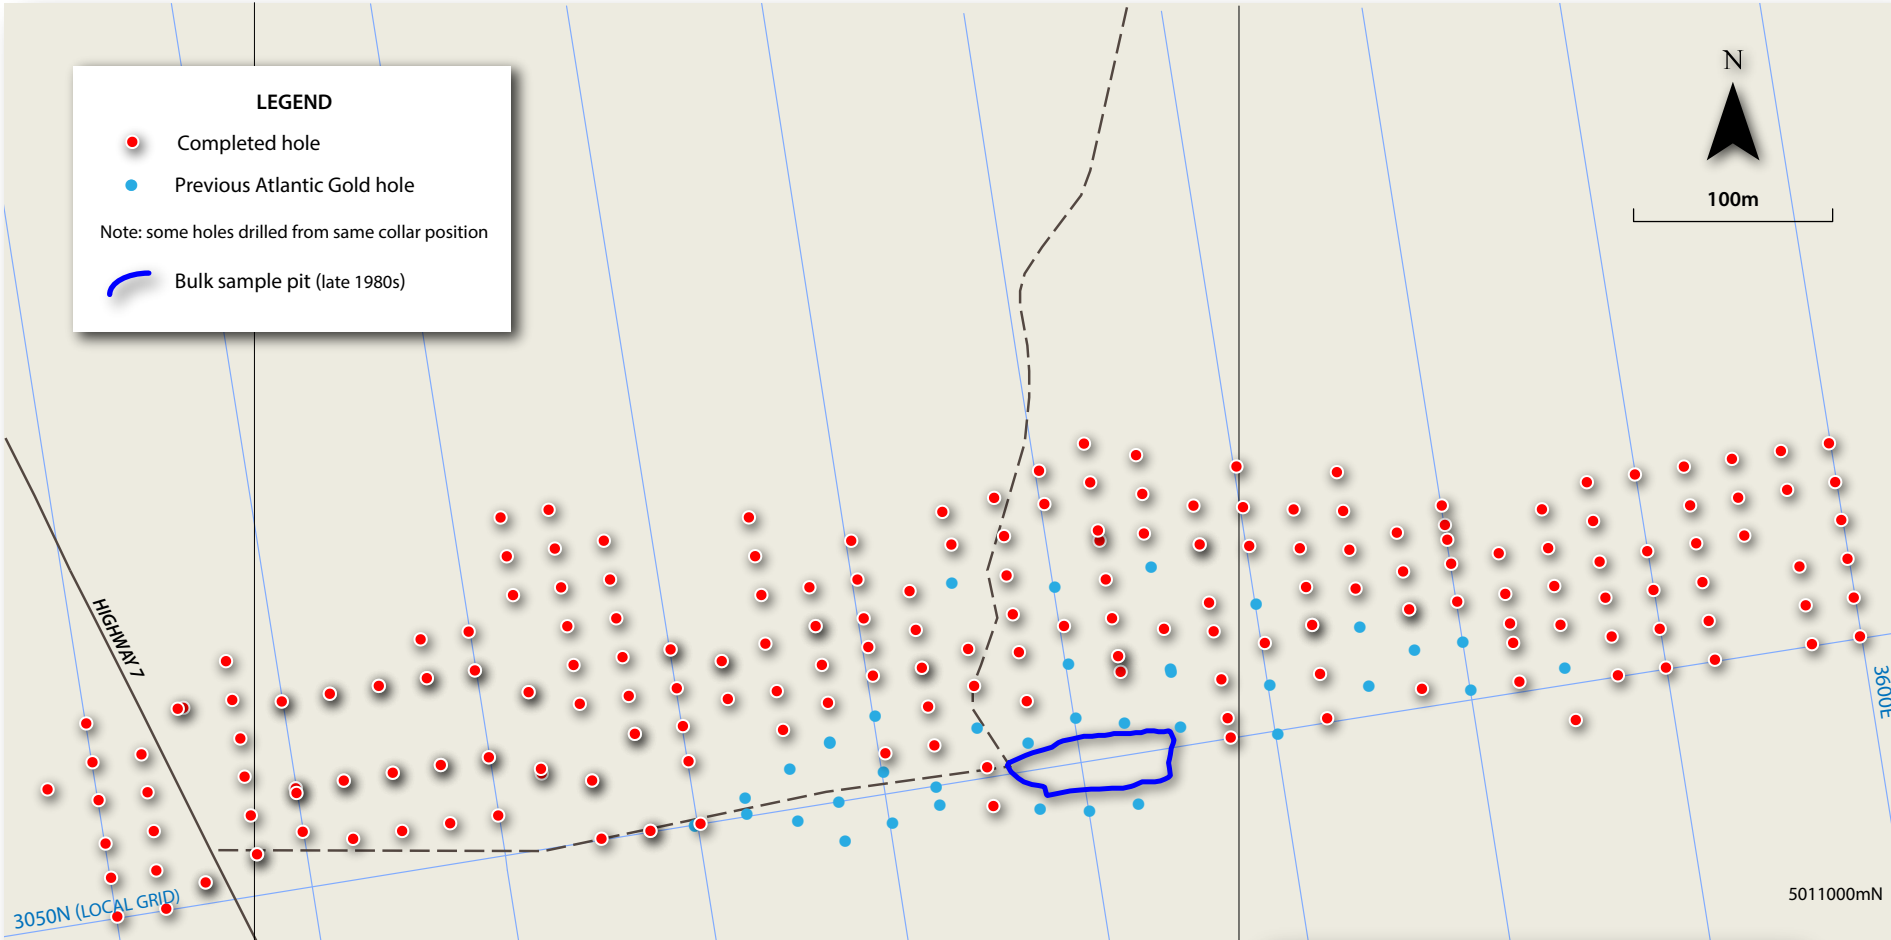 N
100m
LEGEND
Completed hole
Previous Atlantic Gold hole
Note: some holes drilled from same collar position
Bulk sample pit (late 1980s)
HIGHWAY 7
3600E
3050N (LOCAL GRID)
5011000mN